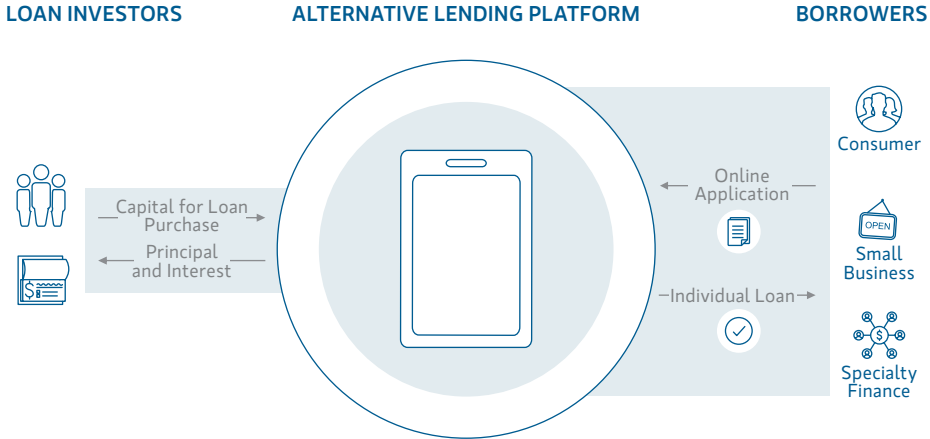 LOAN INVESTORS
ALTERNATIVE LENDING PLATFORM
BORROWERS
Capital for Loan
Purchase
Principal
and Interest
$
Online
Application
Individual Loan
Consumer
OPEN
Small
Business
$
Specialty
Finance